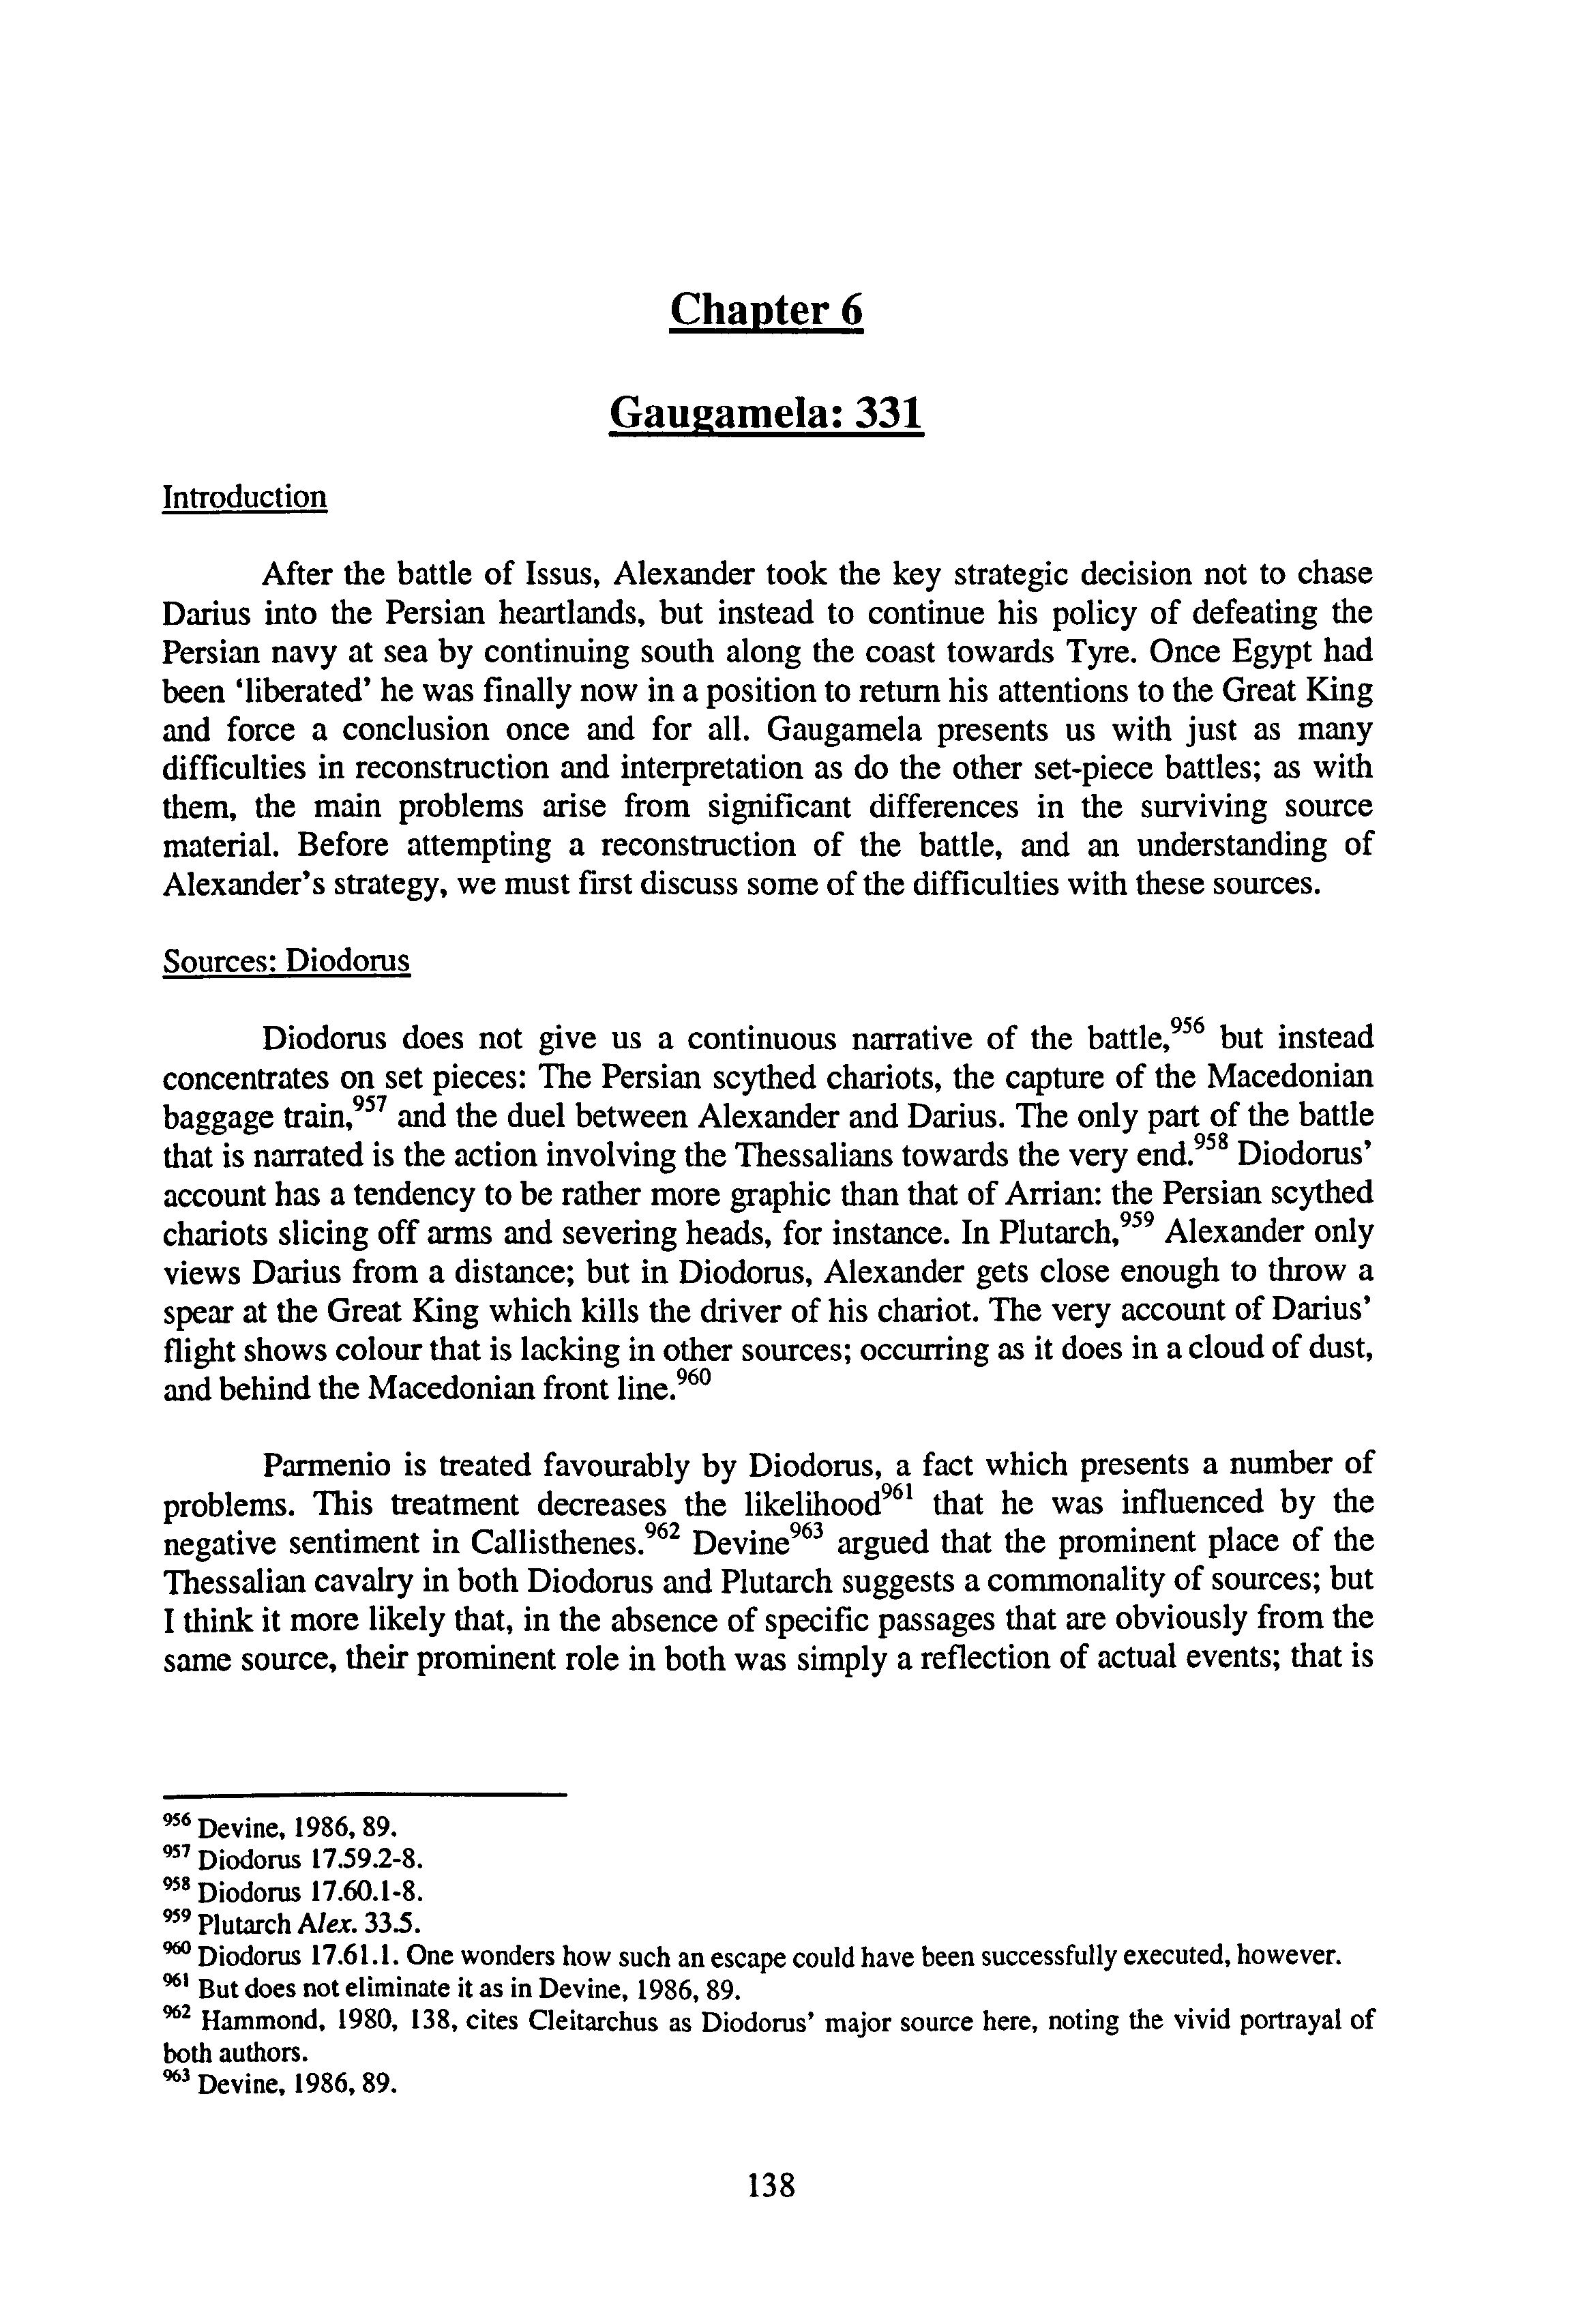 Chapter 6
Gaugamela: 331
Introduction
After the battle of Issus, Alexander took the key strategic decision not to chase
Darius into the Persian heartlands, but instead to continue his policy of defeating the
Persian navy at sea by continuing south along the coast towards Tyre. Once Egypt had
been ‘liberated’ he was finally now in a position to return his attentions to the Great King
and force a conclusion once and for all. Gaugamela presents us with just as many
difficulties in reconstruction and interpretation as do the other set-piece battles; as with
them, the main problems arise from significant differences in the surviving source
material. Before attempting a reconstruction of the battle, and an understanding of
Alexander’s strategy, we must first discuss some of the difficulties with these sources.
Sources: Diodorus
Diodorus does not give us a continuous narrative of the battle,956 but instead
concentrates on set pieces: The Persian scythed chariots, the capture of the Macedonian
baggage train,957 and the duel between Alexander and Darius. The only part of the battle
that is narrated is the action involving the Thessalians towards the very end.958 Diodorus’
account has a tendency to be rather more graphic than that of Arrian: the Persian scythed
chariots slicing off arms and severing heads, for instance. In Plutarch,959 Alexander only
views Darius from a distance; but in Diodorus, Alexander gets close enough to throw a
spear at the Great King which kills the driver of his chariot. The very account of Darius’
flight shows colour that is lacking in other sources; occurring as it does in a cloud of dust,
and behind the Macedonian front line.960
Parmenio is treated favourably by Diodorus, a fact which presents a number of
problems. This treatment decreases the likelihood961 that he was influenced by the
negative sentiment in Callisthenes.962 Devine963 argued that the prominent place of the
Thessalian cavalry in both Diodorus and Plutarch suggests a commonality of sources; but
I think it more likely that, in the absence of specific passages that are obviously from the
same source, their prominent role in both was simply a reflection of actual events; that is
956 Devine, 1986, 89.
957 Diodorus 17.59.2-8.
958 Diodorus 17.60.1-8.
959 Plutarch Alex. 33.5.
960 Diodorus 17.61.1. One wonders how such an escape could have been successfully executed, however.
961 But does not eliminate it as in Devine, 1986, 89.
962 Hammond, 1980, 138, cites Cleitarchus as Diodorus’ major source here, noting the vivid portrayal of
both authors.
963 Devine, 1986, 89.
138